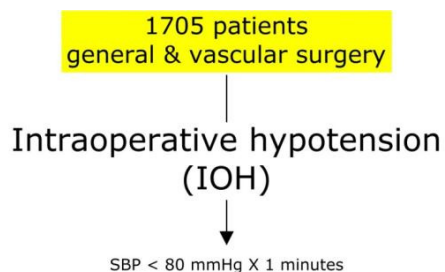 1705 patients
general & vascular surgery
Intraoperative hypotension
(IOH)
SBP < 80 mmHg X 1 minutes